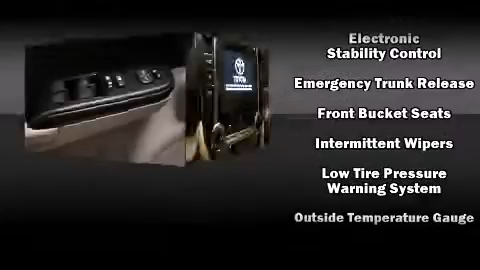 TOYOTA
Electronic
Stability Control
Emergency Trunk Release
Front Bucket Seats
Intermittent Wipers
Low Tire Pressure
Warning System
Outside Temperature Gauge